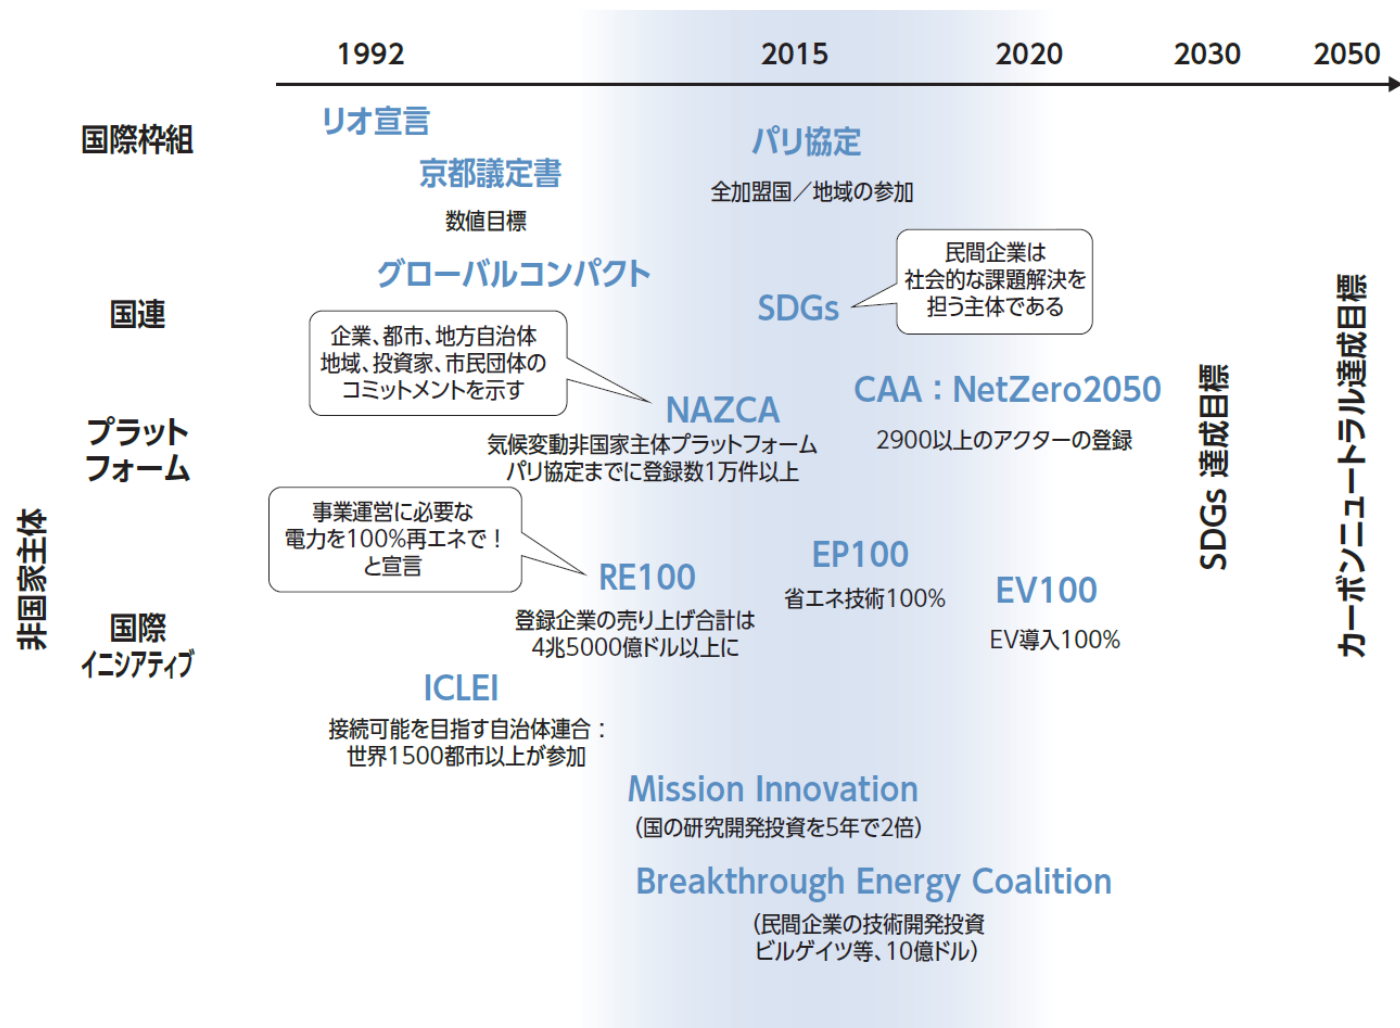 1992
2015
2020
2030
2050
国際枠組
リオ宣言
京都議定書
数値目標
パリ協定
全加盟国／地域の参加
国連
グローバルコンパクト
SDGs
民間企業は
社会的な課題解決を
担う主体である
非国家主体
プラット
フォーム
企業、都市、地方自治体
地域、投資家、市民団体の
コミットメントを示す
NAZCA
気候変動非国家主体プラットフォーム
パリ協定までに登録数1万件以上
CAA：NetZero2050
2900以上のアクターの登録
国際
イニシアティブ
事業運営に必要な
電力を100%再エネで！
と宣言
RE100
登録企業の売り上げ合計は
4兆5000億ドル以上に
EP100
省エネ技術100%
EV100
EV導入100%
ICLEI
接続可能を目指す自治体連合：
世界1500都市以上が参加
Mission Innovation
（国の研究開発投資を5年で2倍）
Breakthrough Energy Coalition
（民間企業の技術開発投資
ビルゲイツ等、10億ドル）
SDGs 達成目標
カーボンニュートラル達成目標